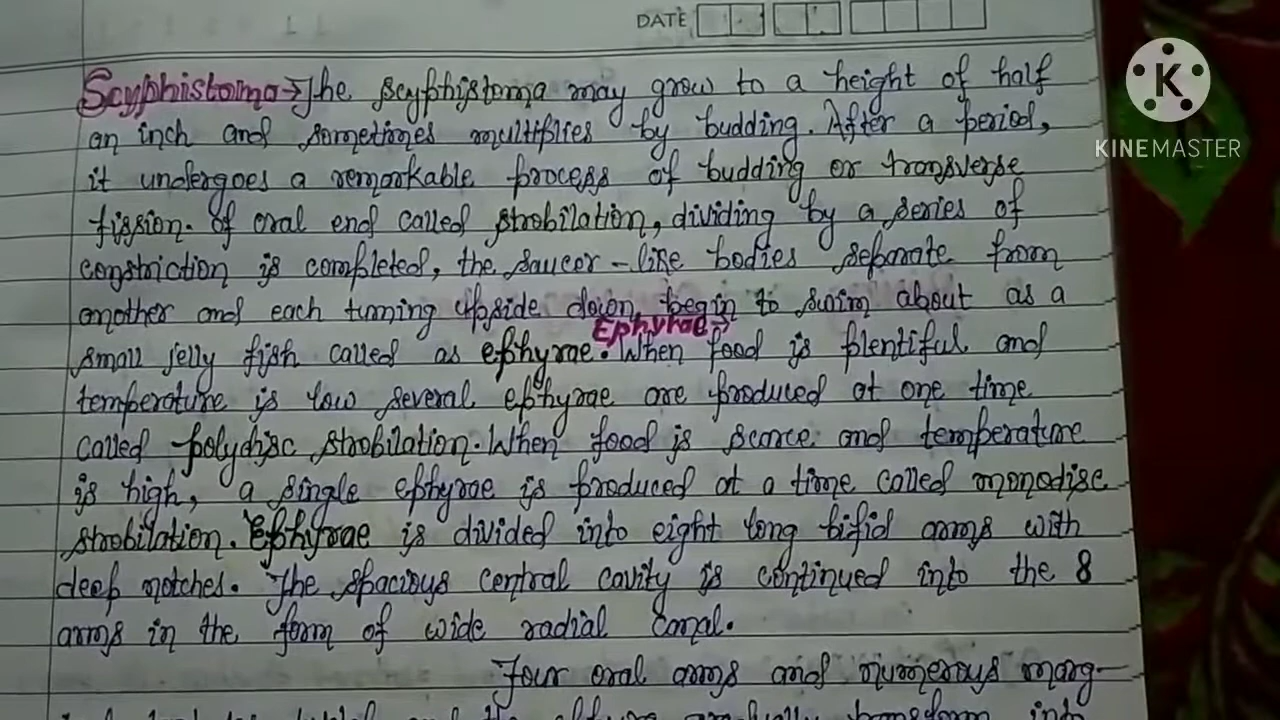 DATE
K
KINEMASTER
Scyphistoma → The scyphistoma may grow to a height of half
an inch and sometimes multiplies by budding. After a period,
it undergoes a remarkable process of budding or transverse
fission. Of oral end called strobilation, dividing by a series of
constriction is completed, the saucer-like bodies separate from
another and each turning upside down, begin to swim about as a
Ephyrae →
small jelly fish called as ephyrae. When food is plentiful and
temperature is low several ephyrae are produced at one time
called polydisc strobilation. When food is scarce and temperature
is high, a single ephyrae is produced at a time called monodisc
strobilation. Ephyrae is divided into eight long bifid arms with
deep notches. The spacious central cavity is continued into the 8
arms in the form of wide radial canal.
Four oral arms and numerous marg-
and the gradually transform into